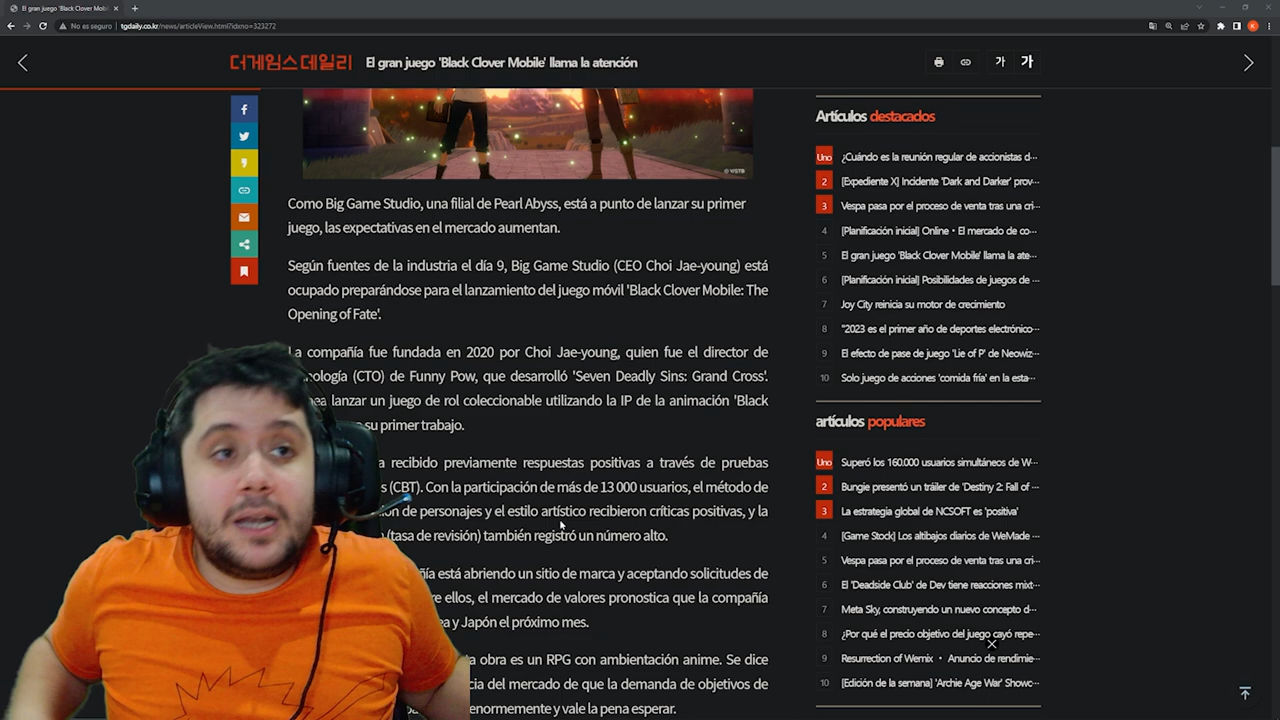 El gran juego 'Black Clover Mobil
No es seguro
tgdaily.co.kr/news/articleView.html?idxno=323272
K
더게임스데일리
El gran juego 'Black Clover Mobile' llama la atención
가 가
© YSTB
Como Big Game Studio, una filial de Pearl Abyss, está a punto de lanzar su primer
juego, las expectativas en el mercado aumentan.
Según fuentes de la industria el día 9, Big Game Studio (CEO Choi Jae-young) está
ocupado preparándose para el lanzamiento del juego móvil 'Black Clover Mobile: The
Opening of Fate'.
La compañía fue fundada en 2020 por Choi Jae-young, quien fue el director de
nología (CTO) de Funny Pow, que desarrolló 'Seven Deadly Sins: Grand Cross'.
nea lanzar un juego de rol coleccionable utilizando la IP de la animación 'Black
su primer trabajo.
a recibido previamente respuestas positivas a través de pruebas
s (CBT). Con la participación de más de 13 000 usuarios, el método de
ón de personajes y el estilo artístico recibieron críticas positivas, y la
(tasa de revisión) también registró un número alto.
ñía está abriendo un sitio de marca y aceptando solicitudes de
re ellos, el mercado de valores pronostica que la compañía
ea y Japón el próximo mes.
ta obra es un RPG con ambientación anime. Se dice
cia del mercado de que la demanda de objetivos de
enormemente y vale la pena esperar.
Artículos destacados
Uno ¿Cuándo es la reunión regular de accionistas d···
2 [Expediente X] Incidente 'Dark and Darker' prov···
3 Vespa pasa por el proceso de venta tras una cri···
4 [Planificación inicial] Online · El mercado de co···
5 El gran juego 'Black Clover Mobile' llama la ate···
6 [Planificación inicial] Posibilidades de juegos de ···
7 Joy City reinicia su motor de crecimiento
8 "2023 es el primer año de deportes electrónico···
9 El efecto de pase de juego 'Lie of P' de Neowiz···
10 Solo juego de acciones 'comida fría' en la esta···
artículos populares
Uno Superó los 160.000 usuarios simultáneos de W···
2 Bungie presentó un tráiler de 'Destiny 2: Fall of ···
3 La estrategia global de NCSOFT es 'positiva'
4 [Game Stock] Los altibajos diarios de WeMade ···
5 Vespa pasa por el proceso de venta tras una cri···
6 El 'Deadside Club' de Dev tiene reacciones mixt···
7 Meta Sky, construyendo un nuevo concepto d···
8 ¿Por qué el precio objetivo del juego cayó repe···
9 Resurrection of Wemix · Anuncio de rendimie···
10 [Edición de la semana] 'Archie Age War' Showc···